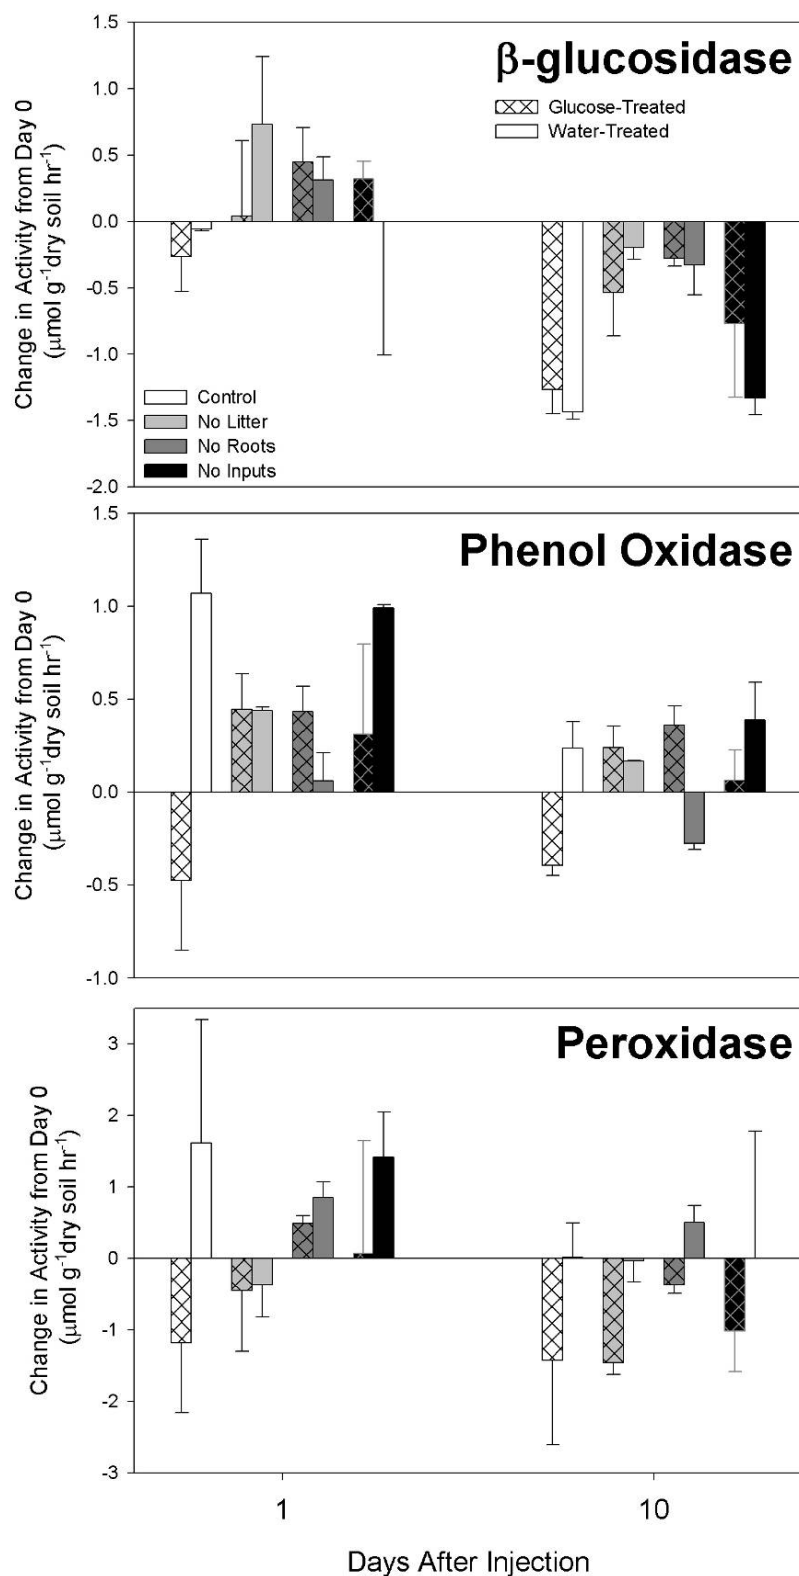 β-glucosidase
Glucose-Treated
Water-Treated
1.5
1.0
0.5
0.0
-0.5
-1.0
-1.5
-2.0
Change in Activity from Day 0
(μmol g⁻¹dry soil hr⁻¹)
Control
No Litter
No Roots
No Inputs
Phenol Oxidase
1.5
1.0
0.5
0.0
-0.5
-1.0
Change in Activity from Day 0
(μmol g⁻¹dry soil hr⁻¹)
Peroxidase
3
2
1
0
-1
-2
-3
Change in Activity from Day 0
(μmol g⁻¹dry soil hr⁻¹)
1 10
Days After Injection